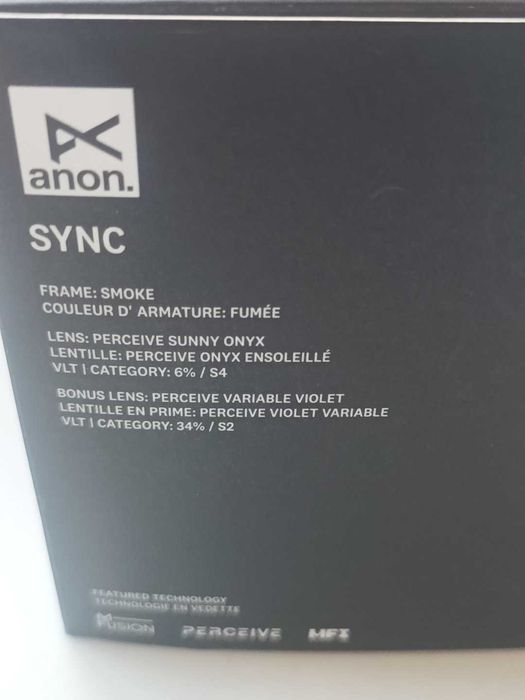 anon.
SYNC
FRAME: SMOKE
COULEUR D' ARMATURE: FUMÉE
LENS: PERCEIVE SUNNY ONYX
LENTILLE: PERCEIVE ONYX ENSOLEILLÉ
VLT | CATEGORY: 6% / S4
BONUS LENS: PERCEIVE VARIABLE VIOLET
LENTILLE EN PRIME: PERCEIVE VIOLET VARIABLE
VLT | CATEGORY: 34% / S2
FEATURED TECHNOLOGY
TECHNOLOGIE EN VEDETTE
PERCEIVE MFI